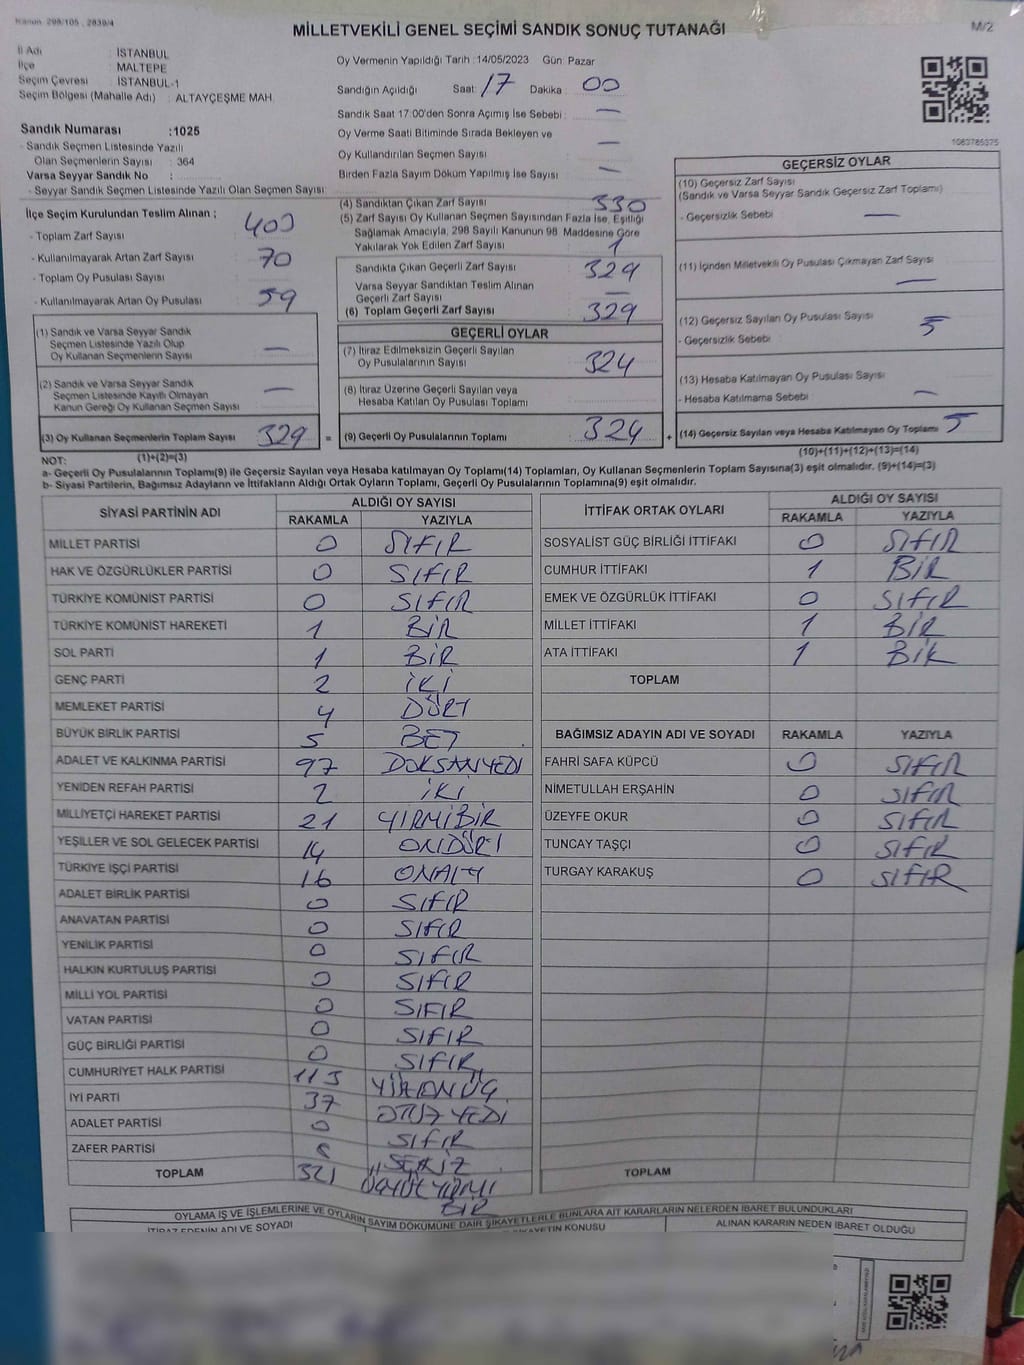 Kanun 298/105 , 2839/4
MİLLETVEKİLİ GENEL SEÇİMİ SANDIK SONUÇ TUTANAĞI
M/2
İl Adı : İSTANBUL
İlçe : MALTEPE
Seçim Çevresi : İSTANBUL-1
Seçim Bölgesi (Mahalle Adı) : ALTAYÇEŞME MAH.
Oy Vermenin Yapıldığı Tarih :14/05/2023 Gün: Pazar
Sandığın Açıldığı Saat: 17 Dakika : 00
Sandık Saat 17:00'den Sonra Açımış İse Sebebi : —
Oy Verme Saati Bitiminde Sırada Bekleyen ve
Oy Kullandırılan Seçmen Sayısı : —
Birden Fazla Sayım Döküm Yapılmış İse Sayısı : —
1083785375
Sandık Numarası :1025
- Sandık Seçmen Listesinde Yazılı
Olan Seçmenlerin Sayısı : 364
Varsa Seyyar Sandık No :
- Seyyar Sandık Seçmen Listesinde Yazılı Olan Seçmen Sayısı:
İlçe Seçim Kurulundan Teslim Alınan ;
- Toplam Zarf Sayısı : 400
- Kullanılmayarak Artan Zarf Sayısı : 70
- Toplam Oy Pusulası Sayısı :
- Kullanılmayarak Artan Oy Pusulası : 59
(1) Sandık ve Varsa Seyyar Sandık
Seçmen Listesinde Yazılı Olup
Oy Kullanan Seçmenlerin Sayısı : —
(2) Sandık ve Varsa Seyyar Sandık
Seçmen Listesinde Kayıtlı Olmayan
Kanun Gereği Oy Kullanan Seçmen Sayısı : —
(3) Oy Kullanan Seçmenlerin Toplam Sayısı : 329 =
(1)+(2)=(3)
(4) Sandıktan Çıkan Zarf Sayısı : 330
(5) Zarf Sayısı Oy Kullanan Seçmen Sayısından Fazla İse, Eşitliği
Sağlamak Amacıyla, 298 Sayılı Kanunun 98 Maddesine Göre
Yakılarak Yok Edilen Zarf Sayısı : 1
Sandıkta Çıkan Geçerli Zarf Sayısı : 329
Varsa Seyyar Sandıktan Teslim Alınan
Geçerli Zarf Sayısı : —
(6) Toplam Geçerli Zarf Sayısı : 329
GEÇERLİ OYLAR
(7) İtiraz Edilmeksizin Geçerli Sayılan
Oy Pusulalarının Sayısı : 324
(8) İtiraz Üzerine Geçerli Sayılan veya
Hesaba Katılan Oy Pusulası Toplamı :
(9) Geçerli Oy Pusulalarının Toplamı : 324 +
GEÇERSİZ OYLAR
(10) Geçersiz Zarf Sayısı
(Sandık ve Varsa Seyyar Sandık Geçersiz Zarf Toplamı) :
- Geçersizlik Sebebi : —
(11) İçinden Milletvekili Oy Pusulası Çıkmayan Zarf Sayısı : —
(12) Geçersiz Sayılan Oy Pusulası Sayısı : 5
- Geçersizlik Sebebi
(13) Hesaba Katılmayan Oy Pusulası Sayısı :
- Hesaba Katılmama Sebebi : —
(14) Geçersiz Sayılan veya Hesaba Katılmayan Oy Toplamı : 5
(10)+(11)+(12)+(13)=(14)
NOT:
a- Geçerli Oy Pusulalarının Toplamı(9) ile Geçersiz Sayılan veya Hesaba katılmayan Oy Toplamı(14) Toplamları, Oy Kullanan Seçmenlerin Toplam Sayısına(3) eşit olmalıdır. (9)+(14)=(3)
b- Siyasi Partilerin, Bağımsız Adayların ve İttifakların Aldığı Ortak Oyların Toplamı, Geçerli Oy Pusulalarının Toplamına(9) eşit olmalıdır.
SİYASİ PARTİNİN ADI ALDIĞI OY SAYISI
RAKAMLA YAZIYLA
MİLLET PARTİSI 0 SIFIR
HAK VE ÖZGÜRLÜKLER PARTİSİ 0 SIFIR
TÜRKİYE KOMÜNİST PARTİSİ 0 SIFIR
TÜRKİYE KOMÜNİST HAREKETİ 1 BİR
SOL PARTİ 1 BİR
GENÇ PARTİ 2 İKİ
MEMLEKET PARTİSİ 4 DÖRT
BÜYÜK BİRLİK PARTİSİ 5 BEŞ
ADALET VE KALKINMA PARTİSİ 97 DOKSANYEDİ
YENİDEN REFAH PARTİSİ 2 İKİ
MİLLİYETÇİ HAREKET PARTİSİ 21 YİRMİBİR
YEŞİLLER VE SOL GELECEK PARTİSİ 14 ONDÖRT
TÜRKİYE İŞÇİ PARTİSİ 16 ONALTI
ADALET BİRLİK PARTİSİ 0 SIFIR
ANAVATAN PARTİSİ 0 SIFIR
YENİLİK PARTİSİ 0 SIFIR
HALKIN KURTULUŞ PARTİSİ 0 SIFIR
MİLLİ YOL PARTİSİ 0 SIFIR
VATAN PARTİSİ 0 SIFIR
GÜÇ BİRLİĞİ PARTİSİ 0 SIFIR
CUMHURİYET HALK PARTİSİ 113 YÜZONÜÇ
İYİ PARTİ 37 OTUZ YEDİ
ADALET PARTİSİ 0 SIFIR
ZAFER PARTİSİ 8 SEKİZ
TOPLAM 321 ÜÇYÜZ YİRMİ
BİR
İTTİFAK ORTAK OYLARI ALDIĞI OY SAYISI
RAKAMLA YAZIYLA
SOSYALİST GÜÇ BİRLİĞİ İTTİFAKI 0 SIFIR
CUMHUR İTTİFAKI 1 BİR
EMEK VE ÖZGÜRLÜK İTTİFAKI 0 SIFIR
MİLLET İTTİFAKI 1 BİR
ATA İTTİFAKI 1 BİR
TOPLAM
BAĞIMSIZ ADAYIN ADI VE SOYADI RAKAMLA YAZIYLA
FAHRİ SAFA KÜPCÜ 0 SIFIR
NİMETULLAH ERŞAHİN 0 SIFIR
ÜZEYFE OKUR 0 SIFIR
TUNCAY TAŞÇI 0 SIFIR
TURGAY KARAKUŞ 0 SIFIR
TOPLAM
OYLAMA İŞ VE İŞLEMLERİNE VE OYLARIN SAYIM DÖKÜMÜNE DAİR ŞİKAYETLERLE BUNLARA AİT KARARLARIN NELERDEN İBARET BULUNDUKLARI
İTİRAZ EDENİN ADI VE SOYADI ŞİKAYETİN KONUSU ALINAN KARARIN NEDEN İBARET OLDUĞU